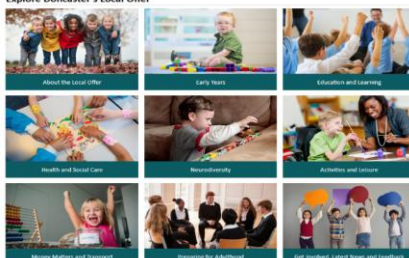 Explore Doncaster's Local Offer
About the Local Offer
Early Years
Education and Learning
Health and Social Care
Neurodiversity
Activities and Leisure
Money Matters and Transport
Preparing for Adulthood
Get Involved, Latest News and Feedback